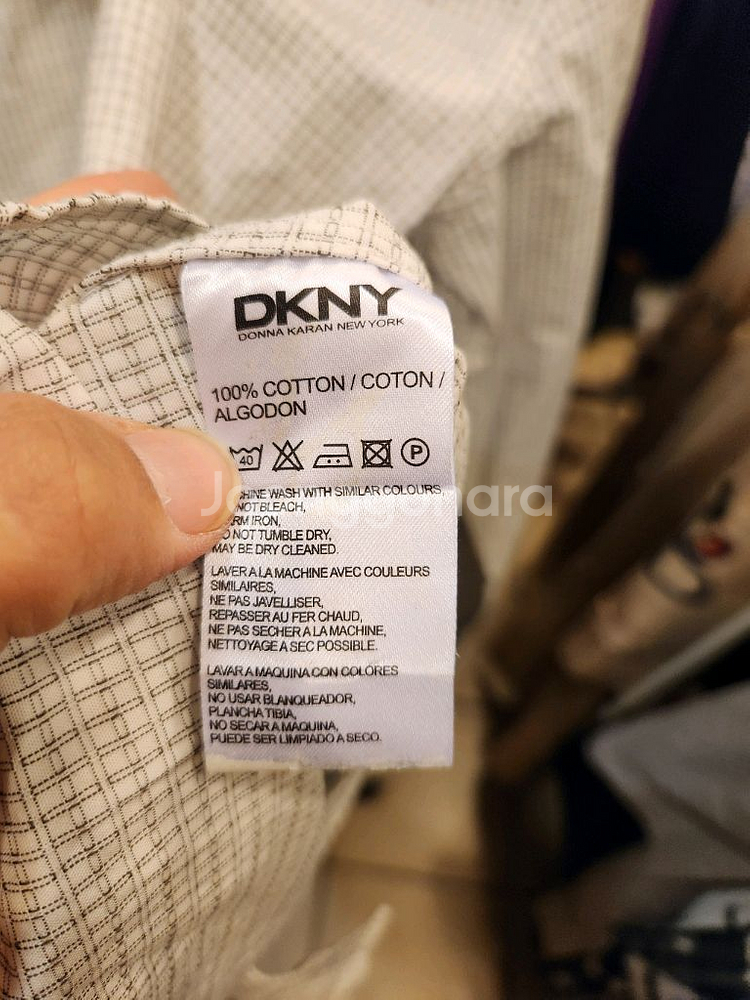 DKNY
DONNA KARAN NEW YORK
100% COTTON / COTON /
ALGODON
40
P
WASH WITH SIMILAR COLOURS,
NOT BLEACH,
IRON,
NOT TUMBLE DRY,
MAY BE DRY CLEANED.
LAVER A LA MACHINE AVEC COULEURS
SIMILAIRES,
NE PAS JAVELLISER,
REPASSER AU FER CHAUD,
NE PAS SECHER A LA MACHINE,
NETTOYAGE A SEC POSSIBLE.
LAVAR A MAQUINA CON COLORES
SIMILARES,
NO USAR BLANQUEADOR,
PLANCHA TIBIA,
NO SECAR A MAQUINA,
PUEDE SER LIMPIADO A SECO.